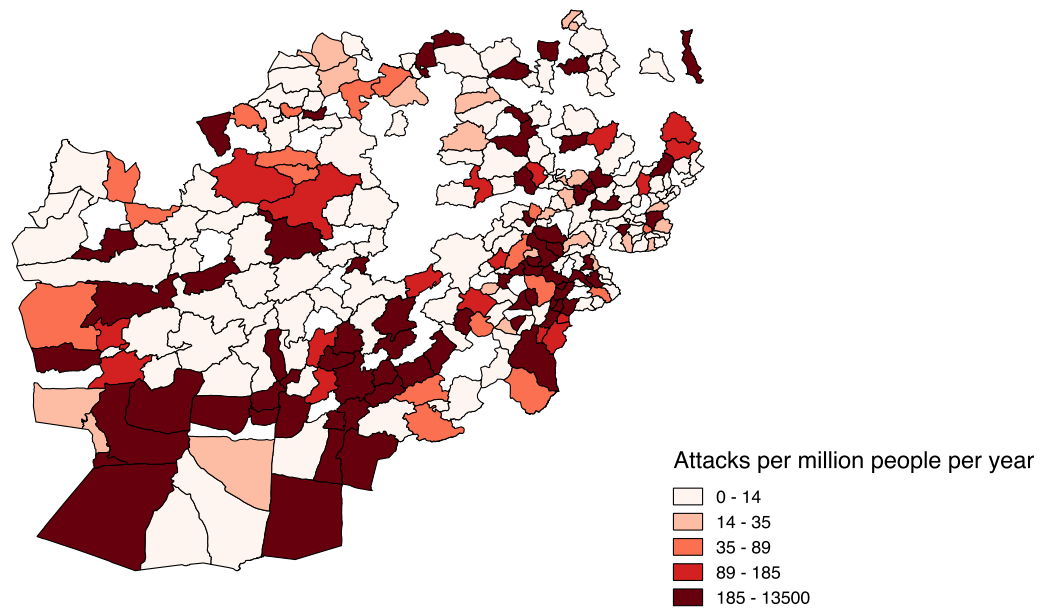 Attacks per million people per year
0 - 14
14 - 35
35 - 89
89 - 185
185 - 13500